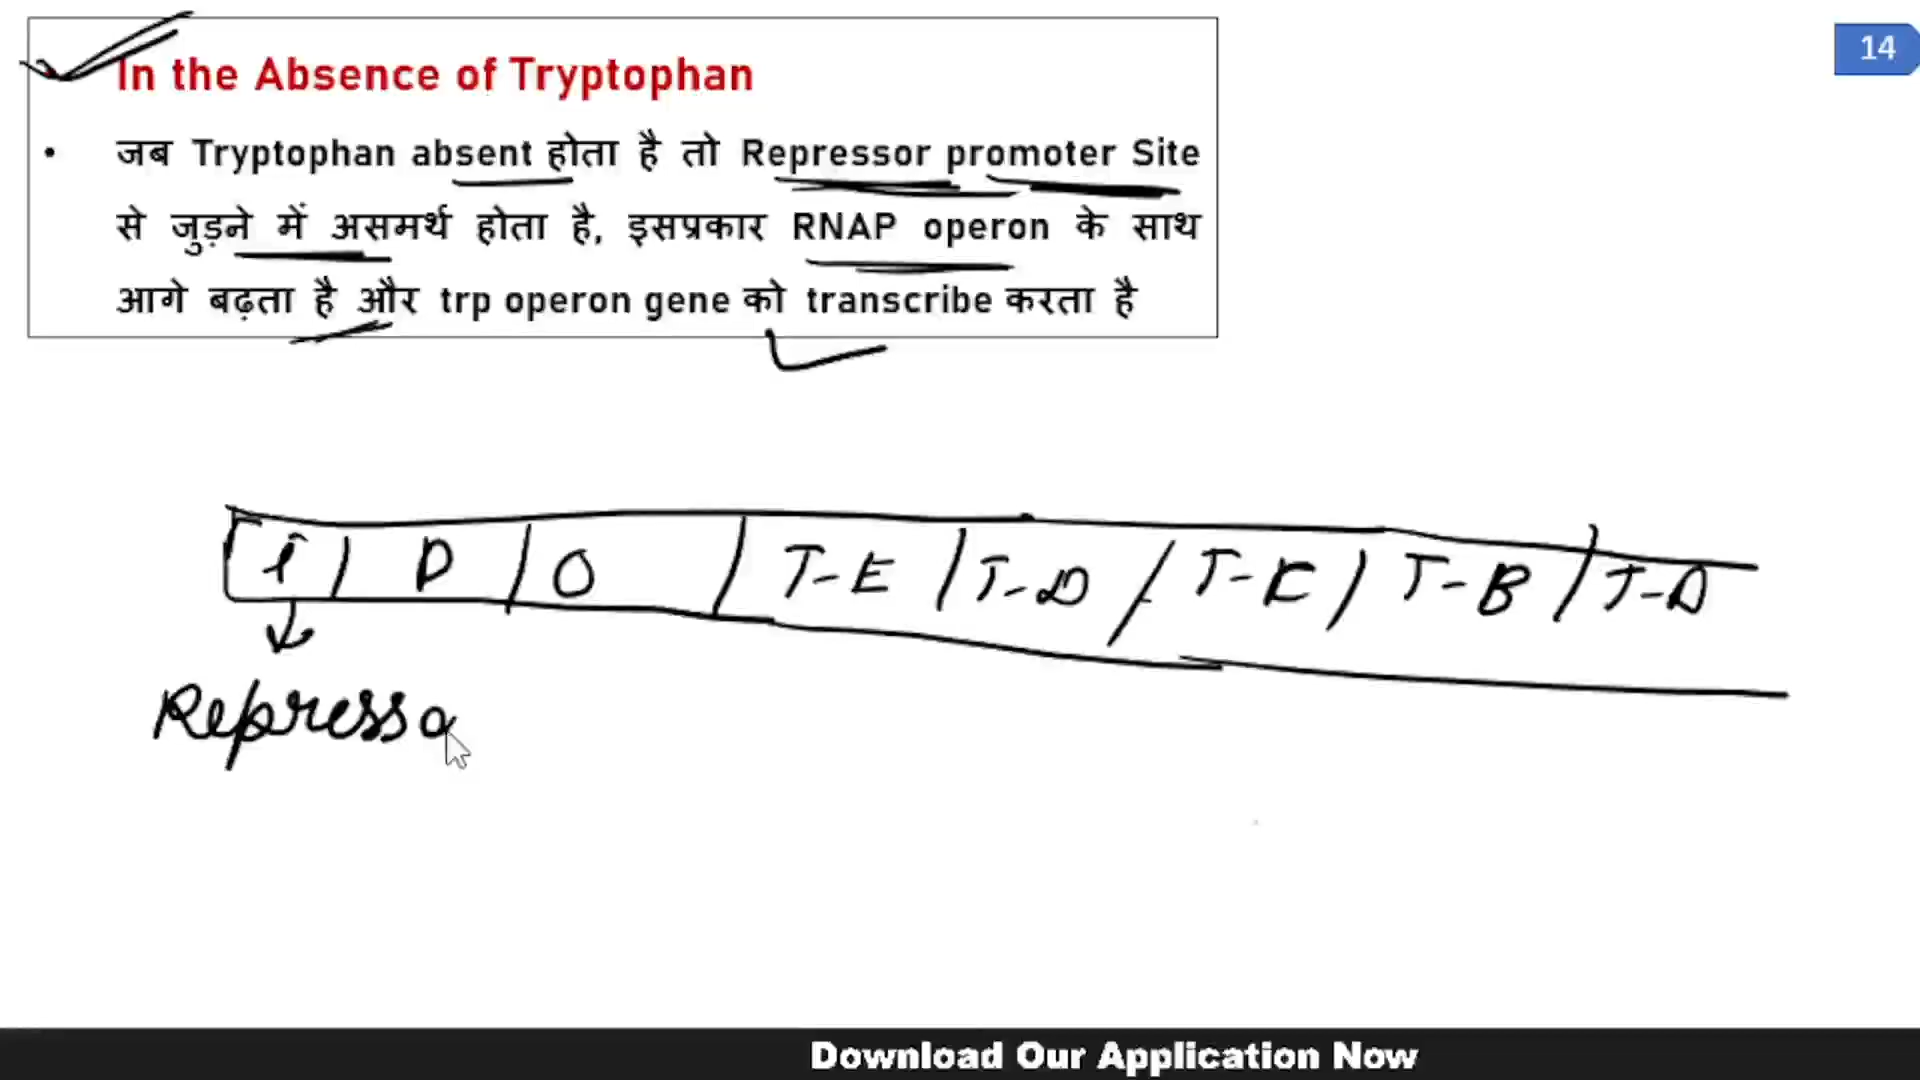 14
In the Absence of Tryptophan
• जब Tryptophan absent होता है तो Repressor promoter Site
से जुड़ने में असमर्थ होता है, इसप्रकार RNAP operon के साथ
आगे बढ़ता है और trp operon gene को transcribe करता है
i P O T-E T-D T-C T-B T-A
Represso
Download Our Application Now